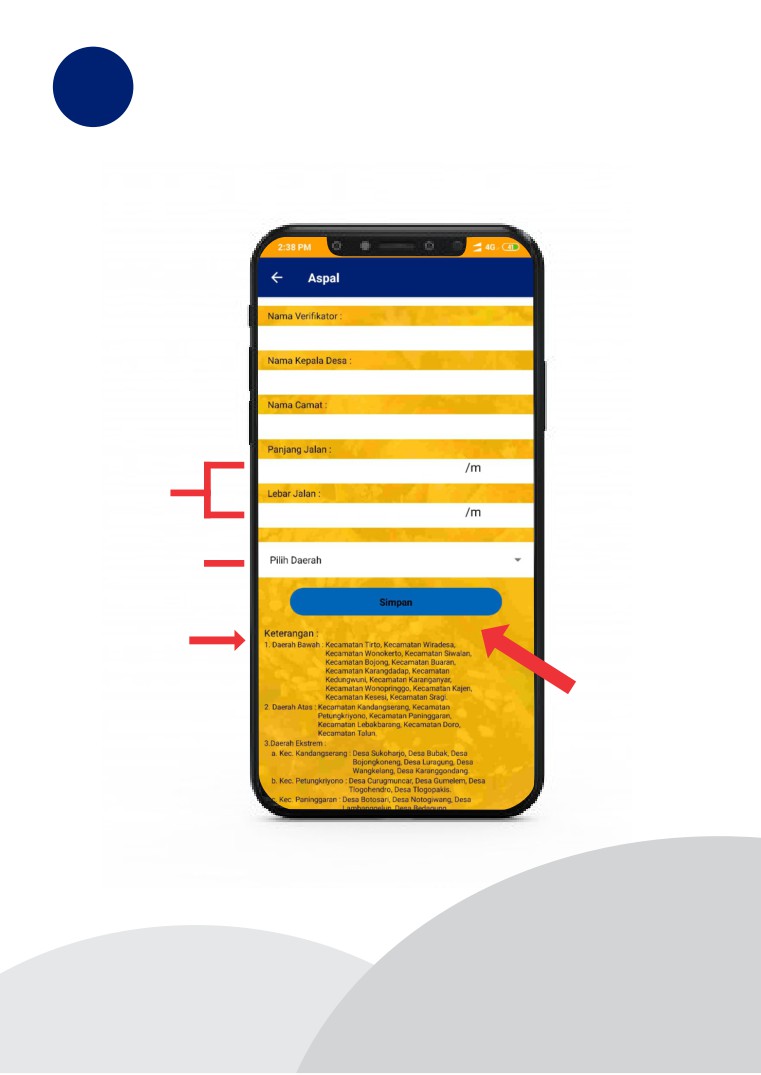 2:38 PM 4G 41
Aspal
Nama Verifikator :
Nama Kepala Desa :
Nama Camat :
Panjang Jalan :
/m
Lebar Jalan :
/m
Pilih Daerah
Simpan
Keterangan :
1. Daerah Bawah : Kecamatan Tirto, Kecamatan Wiradesa,
Kecamatan Wonokerto, Kecamatan Siwalan,
Kecamatan Bojong, Kecamatan Buaran,
Kecamatan Karangdadap, Kecamatan
Kedungwuni, Kecamatan Karanganyar,
Kecamatan Wonopringgo, Kecamatan Kajen,
Kecamatan Kesesi, Kecamatan Sragi.
2. Daerah Atas : Kecamatan Kandangserang, Kecamatan
Petungkriyono, Kecamatan Paninggaran,
Kecamatan Lebakbarang, Kecamatan Doro,
Kecamatan Talun.
3.Daerah Ekstrem :
a. Kec. Kandangserang : Desa Sukoharjo, Desa Bubak, Desa
Bojongkoneng, Desa Luragung, Desa
Wangkelang, Desa Karanggondang.
b. Kec. Petungkriyono : Desa Curugmuncar, Desa Gumelem, Desa
Tlogohendro, Desa Tlogopakis.
c. Kec. Paninggaran : Desa Botosari, Desa Notogiwang, Desa
Lambanggelun, Desa Bedagung